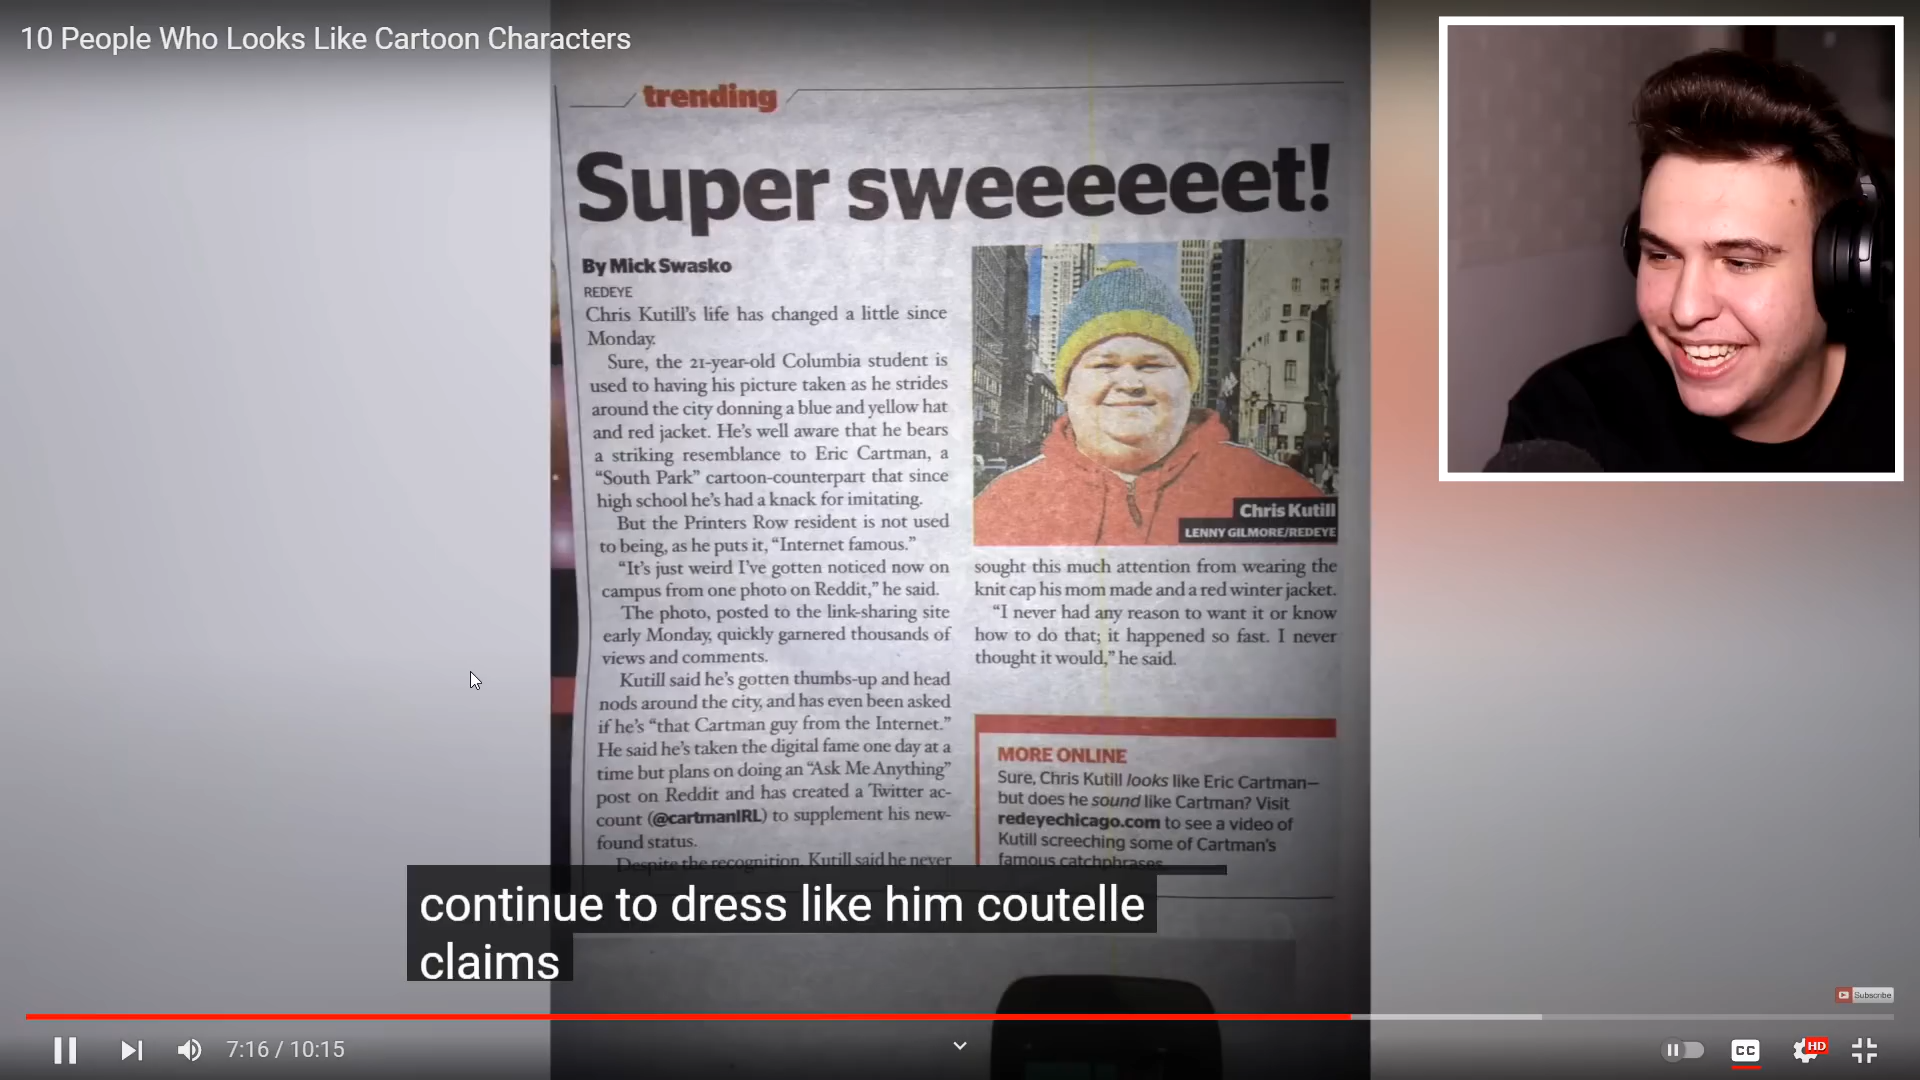 10 People Who Looks Like Cartoon Characters
trending
Super sweeeeeeet!
By Mick Swasko
REDEYE
Chris Kutill's life has changed a little since
Monday.
Sure, the 21-year-old Columbia student is
used to having his picture taken as he strides
around the city donning a blue and yellow hat
and red jacket. He's well aware that he bears
a striking resemblance to Eric Cartman, a
“South Park” cartoon-counterpart that since
high school he's had a knack for imitating.
But the Printers Row resident is not used
to being, as he puts it, “Internet famous.”
“It's just weird I've gotten noticed now on
campus from one photo on Reddit,” he said.
The photo, posted to the link-sharing site
early Monday, quickly garnered thousands of
views and comments.
Kutill said he's gotten thumbs-up and head
nods around the city, and has even been asked
if he's “that Cartman guy from the Internet.”
He said he's taken the digital fame one day at a
time but plans on doing an “Ask Me Anything”
post on Reddit and has created a Twitter ac-
count (@cartmanIRL) to supplement his new-
found status.
Despite the recognition, Kutill said he never
Chris Kutill
LENNY GILMORE/REDEYE
sought this much attention from wearing the
knit cap his mom made and a red winter jacket.
“I never had any reason to want it or know
how to do that; it happened so fast. I never
thought it would,” he said.
MORE ONLINE
Sure, Chris Kutill looks like Eric Cartman—
but does he sound like Cartman? Visit
redeyechicago.com to see a video of
Kutill screeching some of Cartman's
famous catchphrases.
continue to dress like him coutelle
claims
Subscribe
7:16 / 10:15
CC
HD